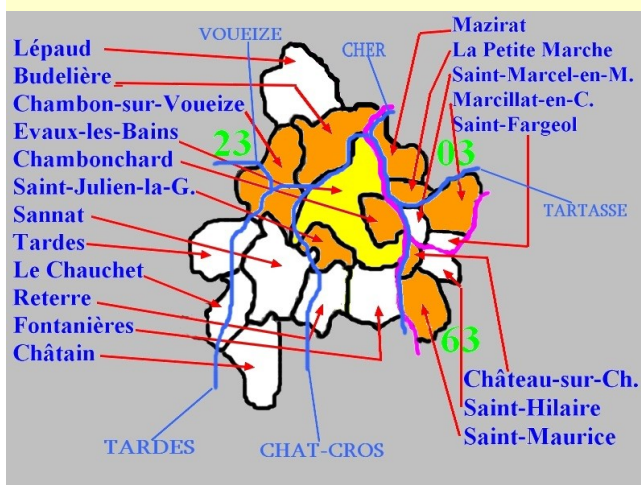 Lépaud
Budelière
Chambon-sur-Voueize
Evaux-les-Bains
Chambonchard
Saint-Julien-la-G.
Sannat
Tardes
Le Chauchet
Reterre
Fontanières
Châtain
VOUEIZE
CHER
23
03
63
Mazirat
La Petite Marche
Saint-Marcel-en-M.
Marcillat-en-C.
Saint-Fargeol
TARTASSE
Château-sur-Ch.
Saint-Hilaire
Saint-Maurice
TARDES
CHAT-CROS